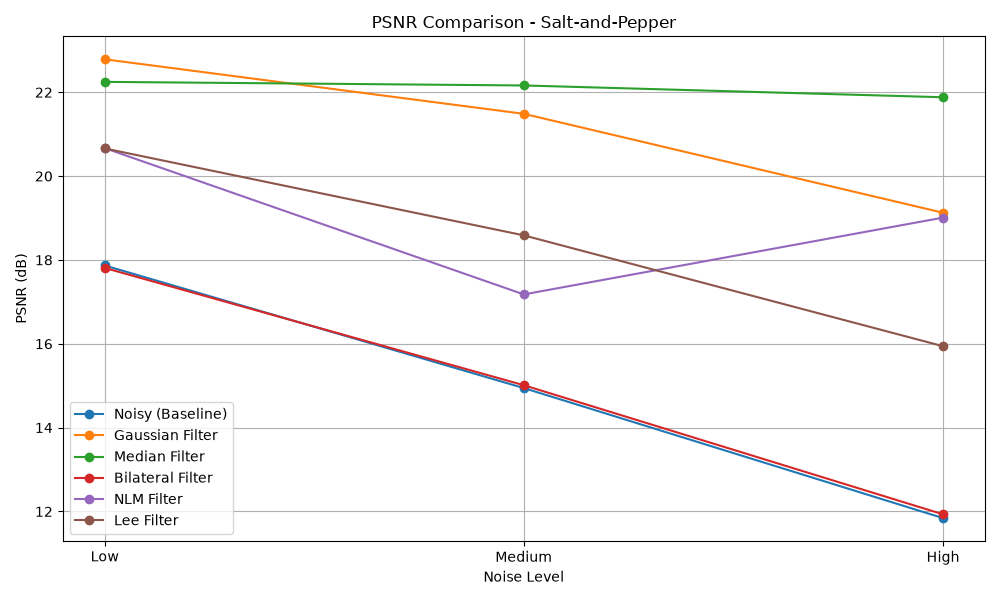 PSNR Comparison - Salt-and-Pepper
PSNR (dB)
22
20
18
16
14
12
Noisy (Baseline)
Gaussian Filter
Median Filter
Bilateral Filter
NLM Filter
Lee Filter
Low
Medium
High
Noise Level